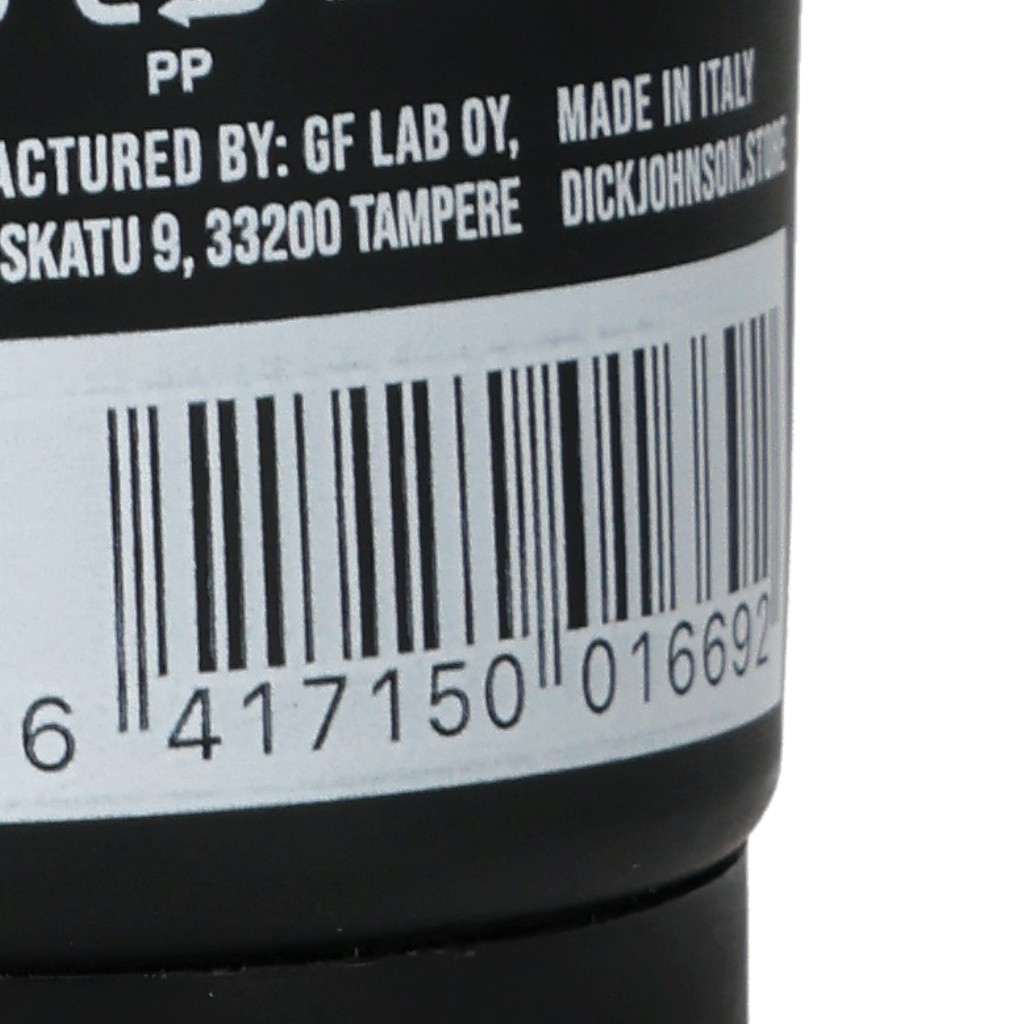 PP
ACTURED BY: GF LAB OY,
SKATU 9, 33200 TAMPERE
MADE IN ITALY
DICKJOHNSON.STORE
6 417150 016692